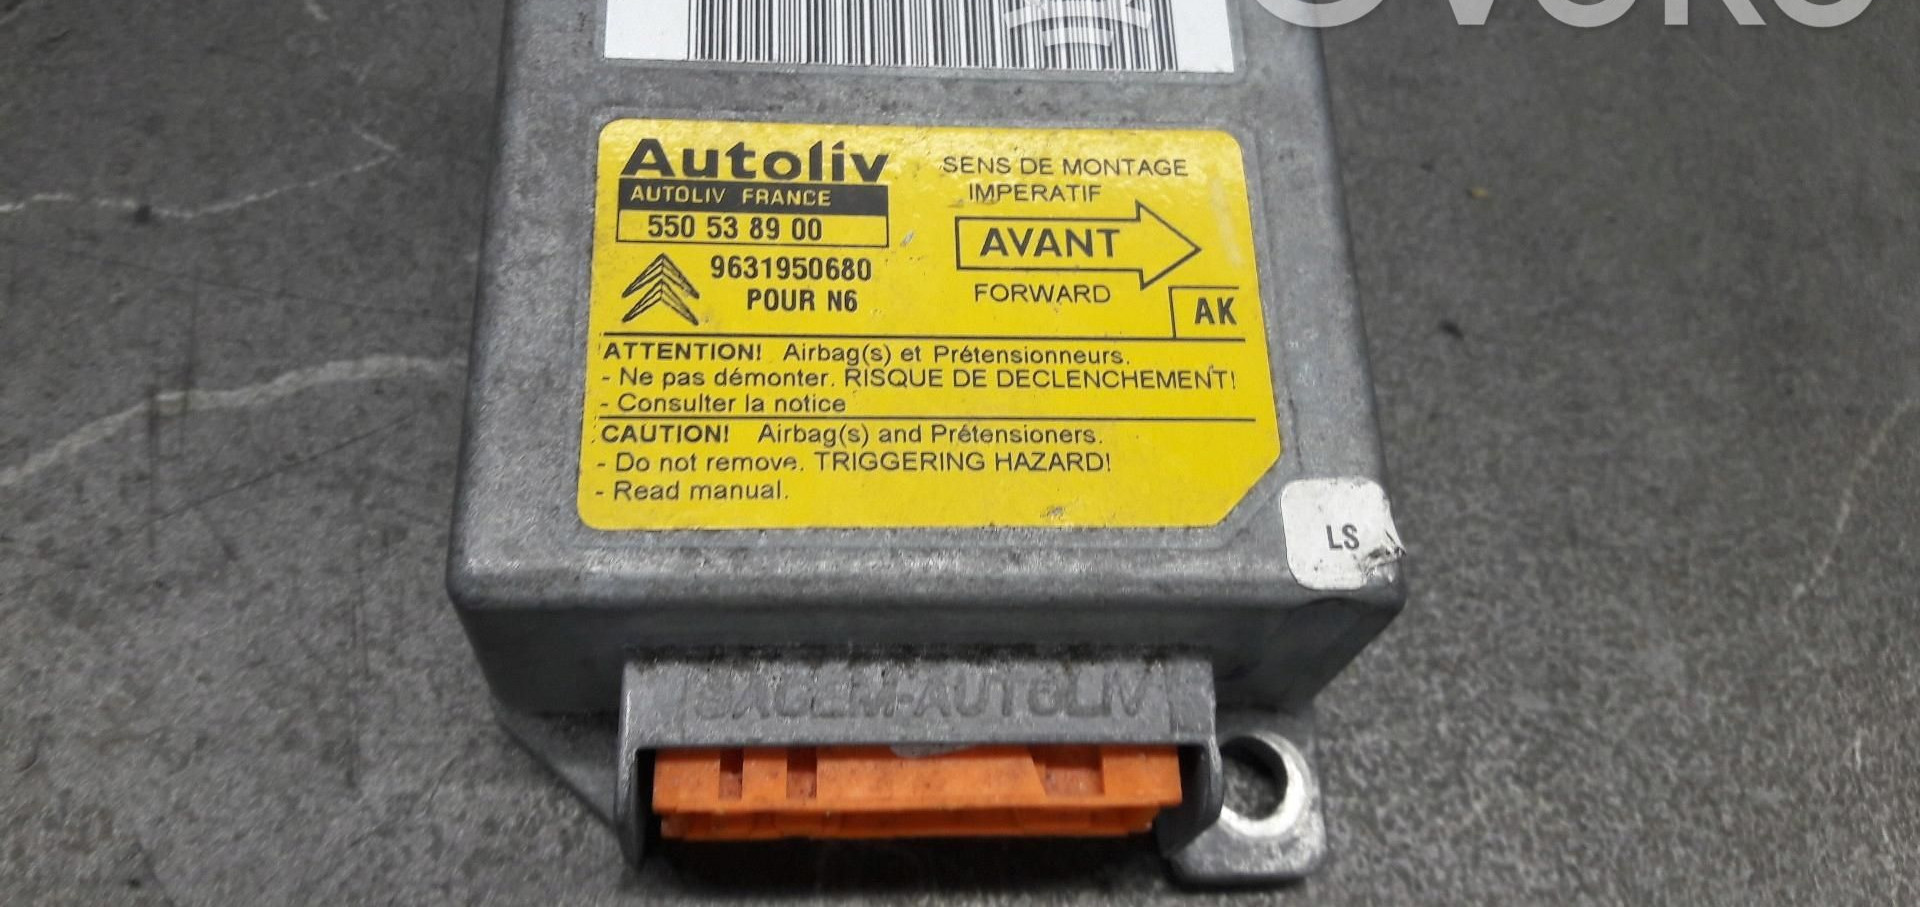 Autoliv
AUTOLIV FRANCE
550 53 89 00
9631950680
POUR N6
SENS DE MONTAGE
IMPERATIF
AVANT
FORWARD
AK
ATTENTION! Airbag(s) et Prétensionneurs.
- Ne pas démonter. RISQUE DE DECLENCHEMENT!
- Consulter la notice
CAUTION! Airbag(s) and Prétensioners.
- Do not remove. TRIGGERING HAZARD!
- Read manual.
LS
SAGEM-AUTOLIV